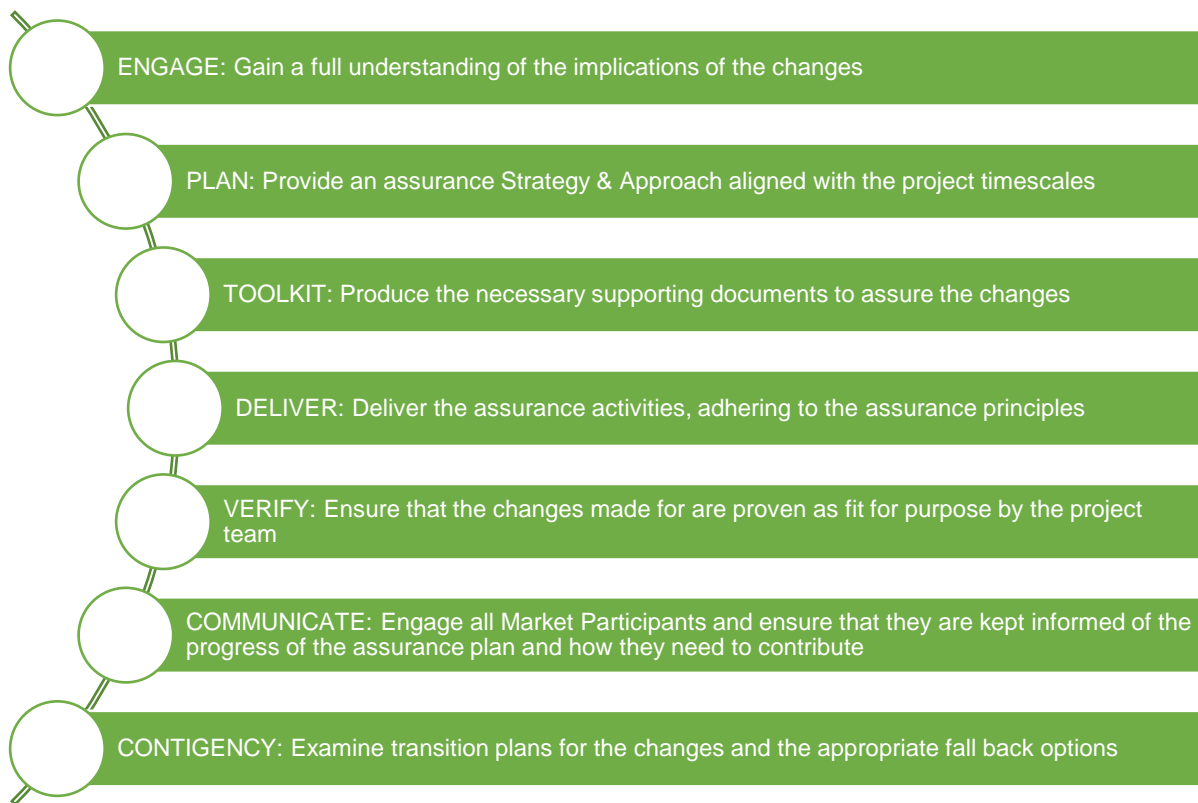 ENGAGE: Gain a full understanding of the implications of the changes
PLAN: Provide an assurance Strategy & Approach aligned with the project timescales
TOOLKIT: Produce the necessary supporting documents to assure the changes
DELIVER: Deliver the assurance activities, adhering to the assurance principles
VERIFY: Ensure that the changes made for are proven as fit for purpose by the project
team
COMMUNICATE: Engage all Market Participants and ensure that they are kept informed of the
progress of the assurance plan and how they need to contribute
CONTIGENCY: Examine transition plans for the changes and the appropriate fall back options